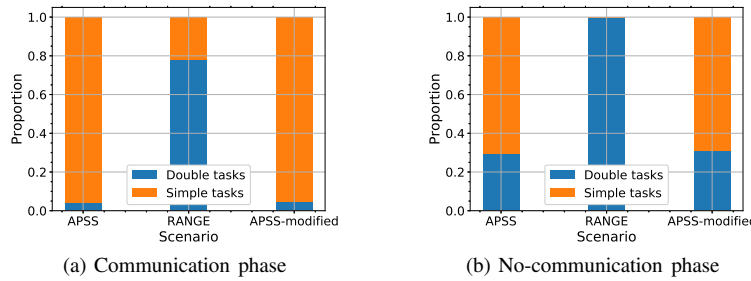 1.0
0.8
0.6
0.4
0.2
0.0
Proportion
Double tasks
Simple tasks
APSS RANGE APSS-modified
Scenario
(a) Communication phase
1.0
0.8
0.6
0.4
0.2
0.0
Proportion
Double tasks
Simple tasks
APSS RANGE APSS-modified
Scenario
(b) No-communication phase